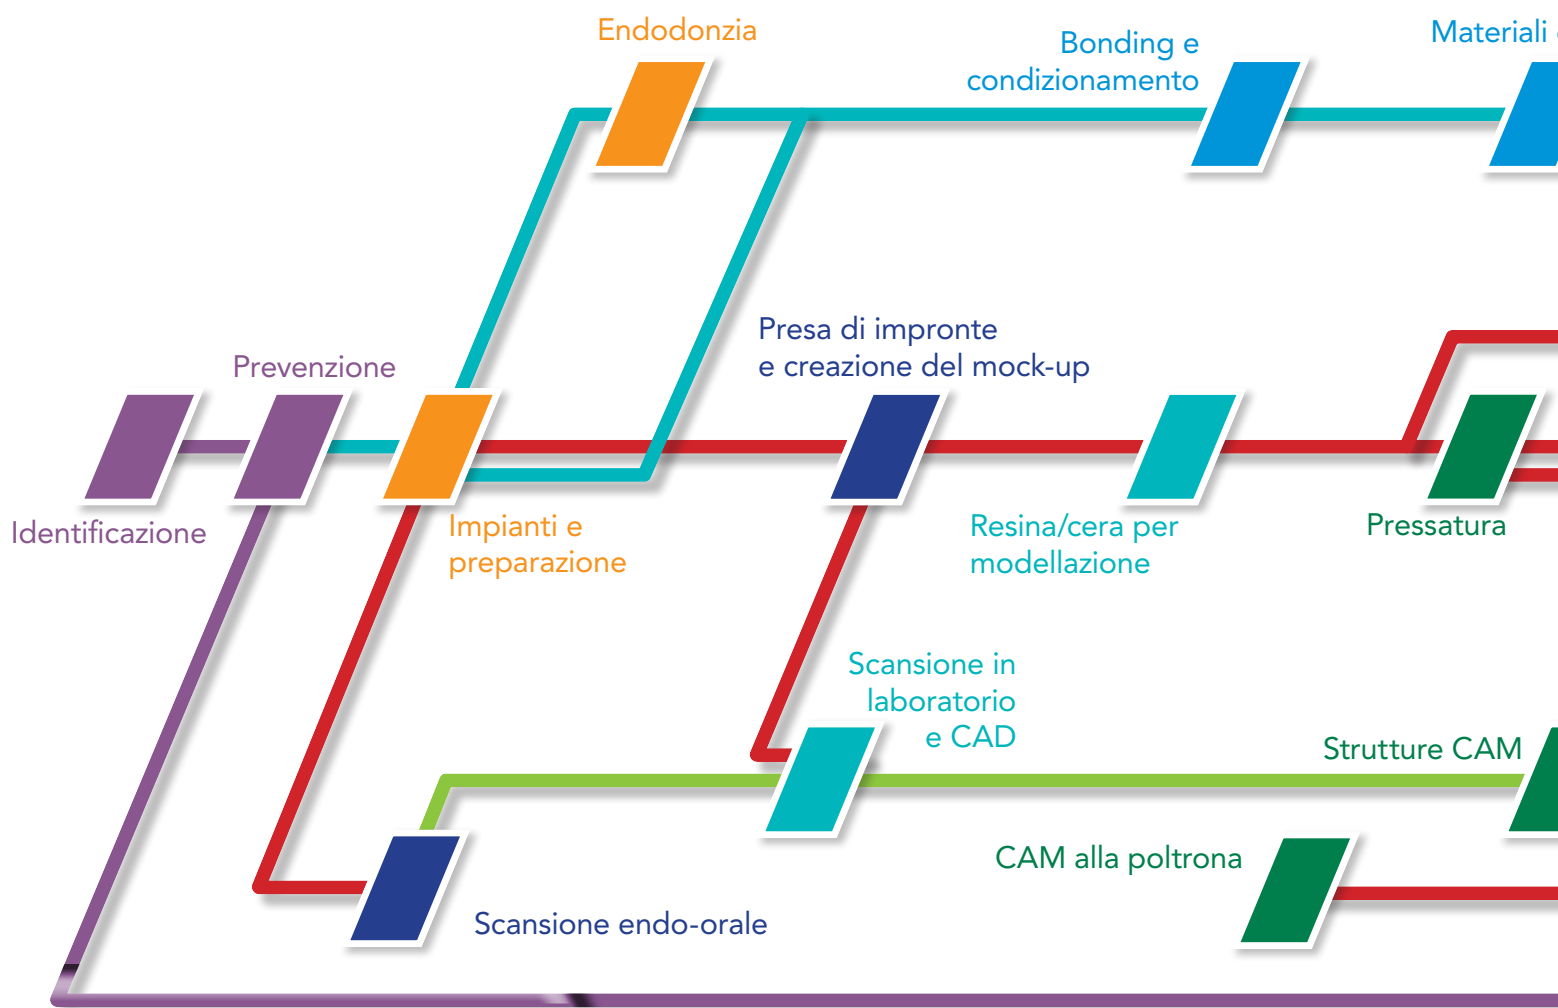 Endodonzia
Bonding e
condizionamento
Materiali
Presa di impronte
e creazione del mock-up
Prevenzione
Identificazione
Impianti e
preparazione
Resina/cera per
modellazione
Pressatura
Scansione in
laboratorio
e CAD
Strutture CAM
CAM alla poltrona
Scansione endo-orale